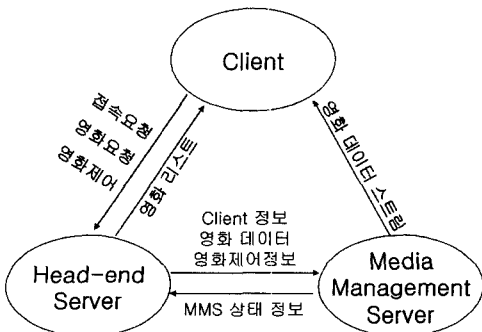 Client
접속요청
영화요청
영화제어
영화 리스트
영화 데이터 스트림
Client 정보
영화 데이터
영화제어정보
Head-end
Server
MMS 상태 정보
Media
Management
Server